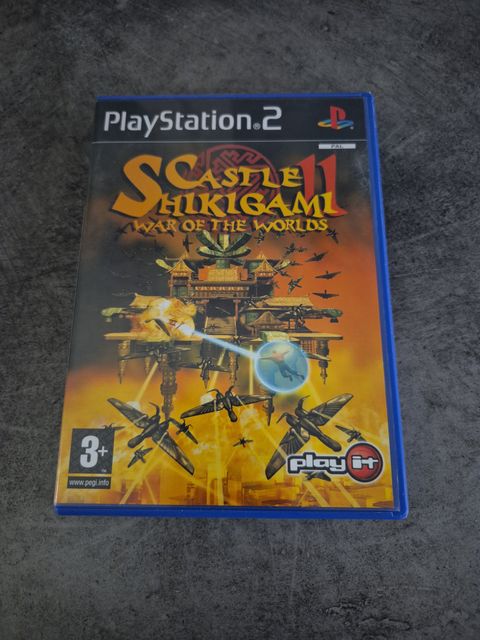 PlayStation®2
PAL
CASTLE
SHIKIGAMI II
WAR OF THE WORLDS
3+
www.pegi.info
play it